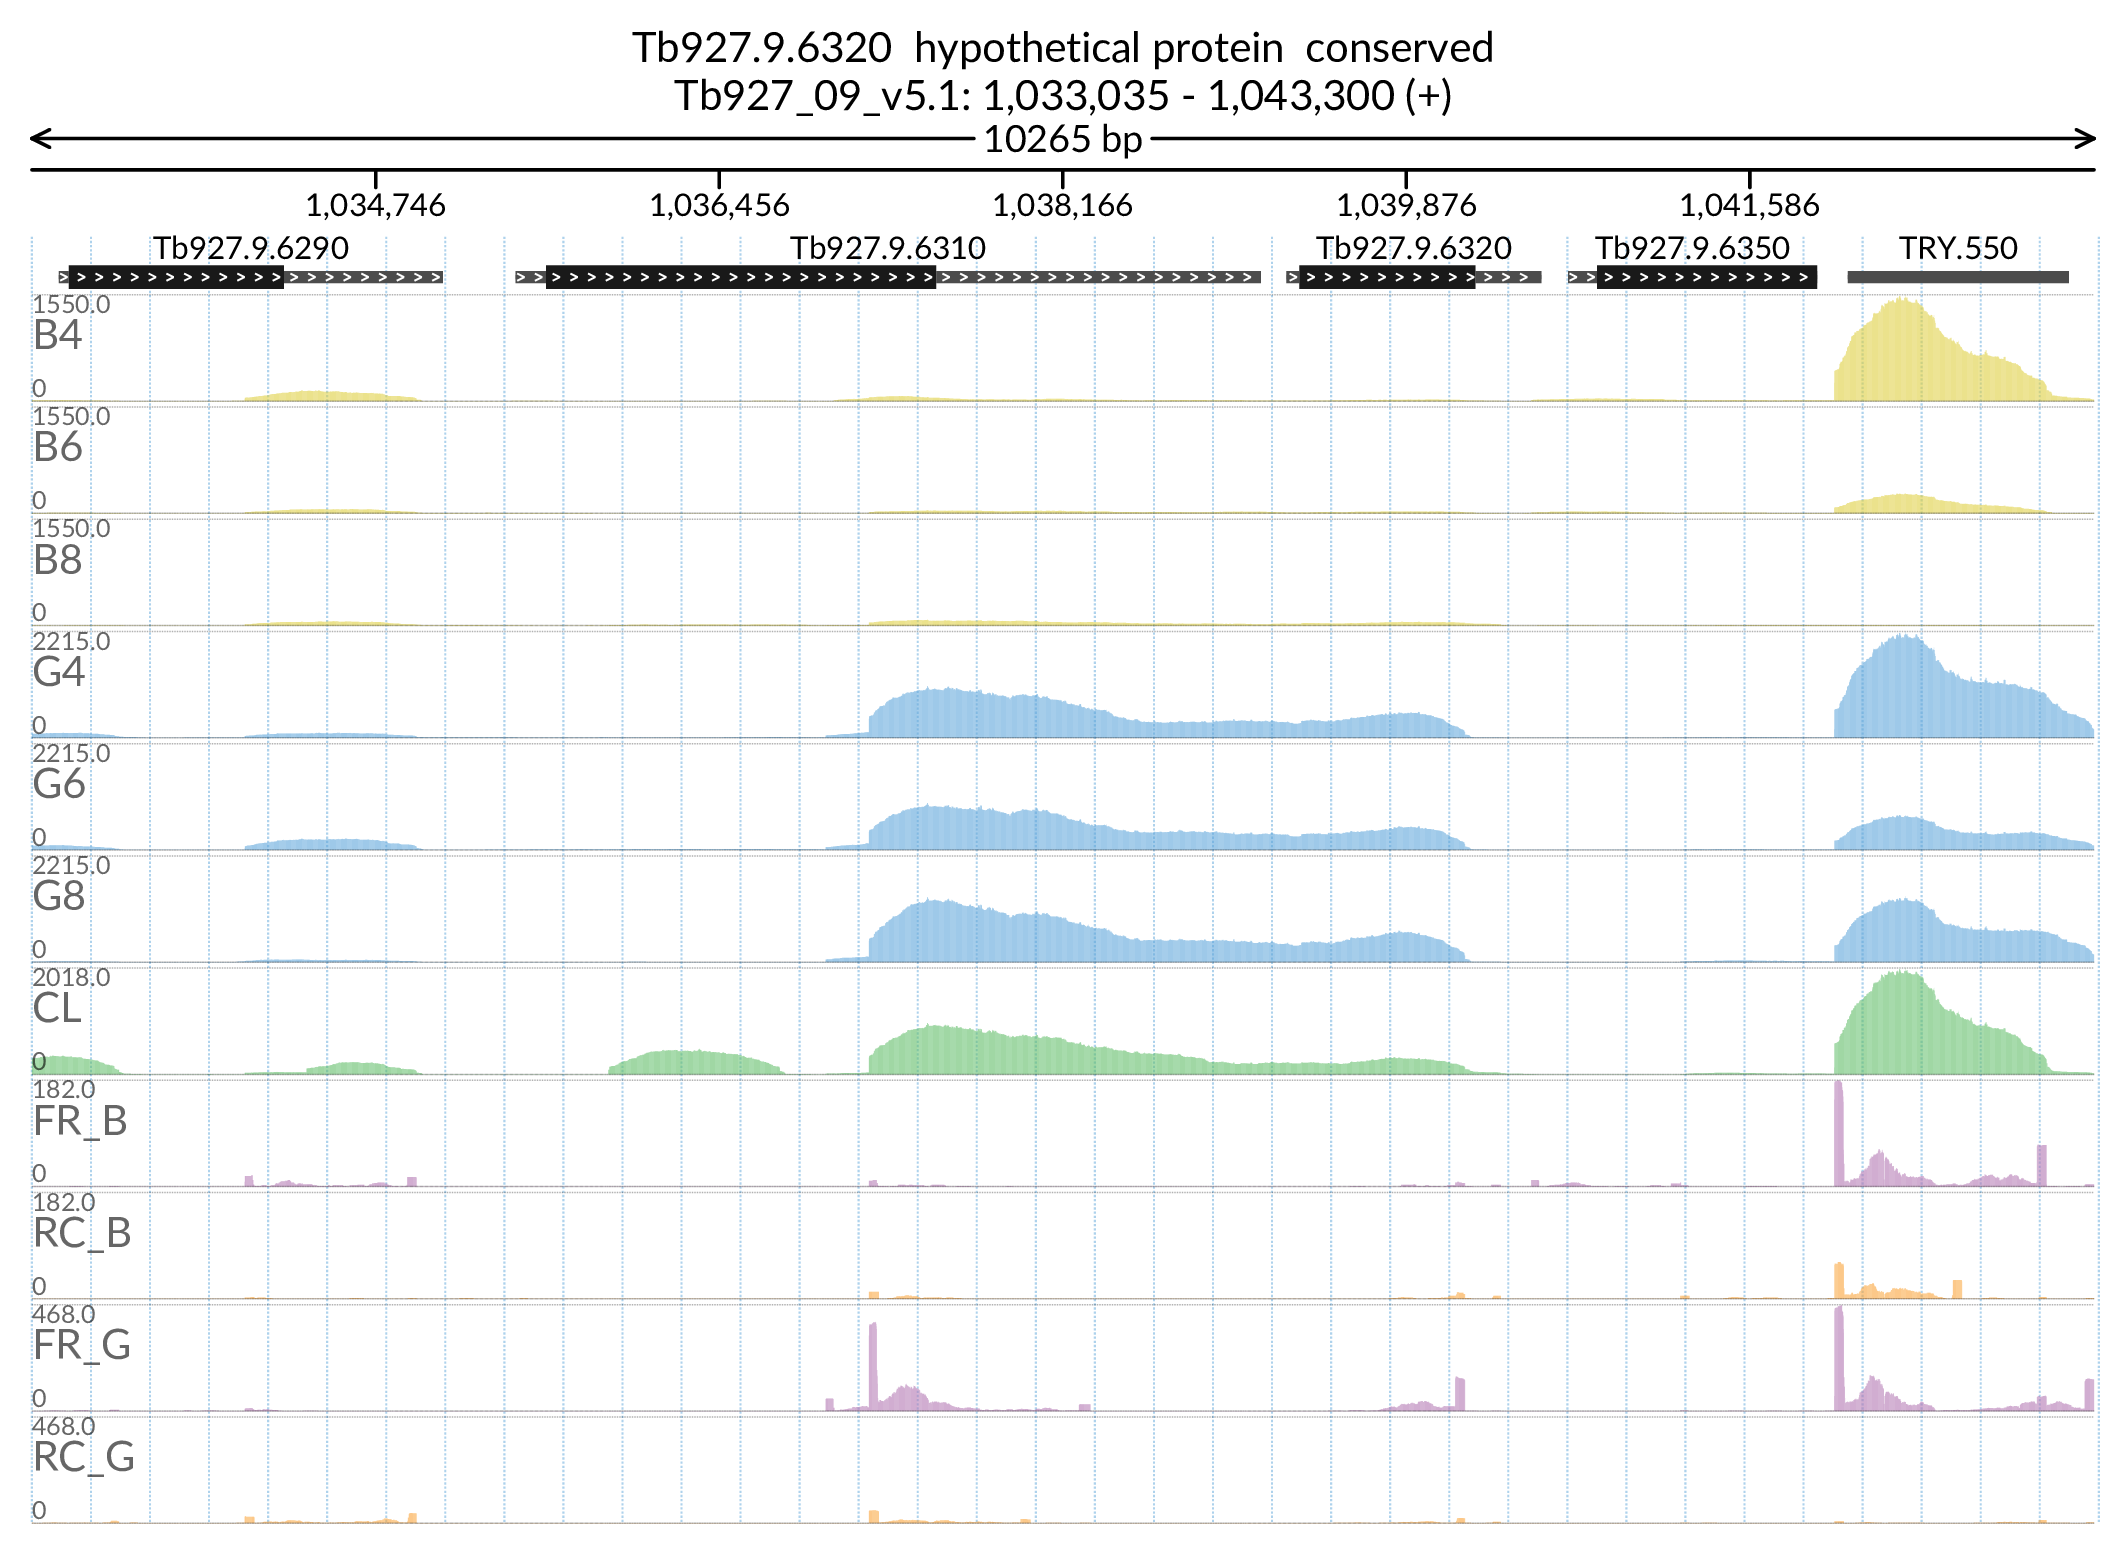 Tb927.9.6320  hypothetical protein  conserved
Tb927_09_v5.1: 1,033,035 - 1,043,300 (+)
10265 bp
1,034,746 1,036,456 1,038,166 1,039,876 1,041,586
Tb927.9.6290 Tb927.9.6310 Tb927.9.6320 Tb927.9.6350 TRY.550
1550.0
B4
0
1550.0
B6
0
1550.0
B8
0
2215.0
G4
0
2215.0
G6
0
2215.0
G8
0
2018.0
CL
0
182.0
FR_B
0
182.0
RC_B
0
468.0
FR_G
0
468.0
RC_G
0